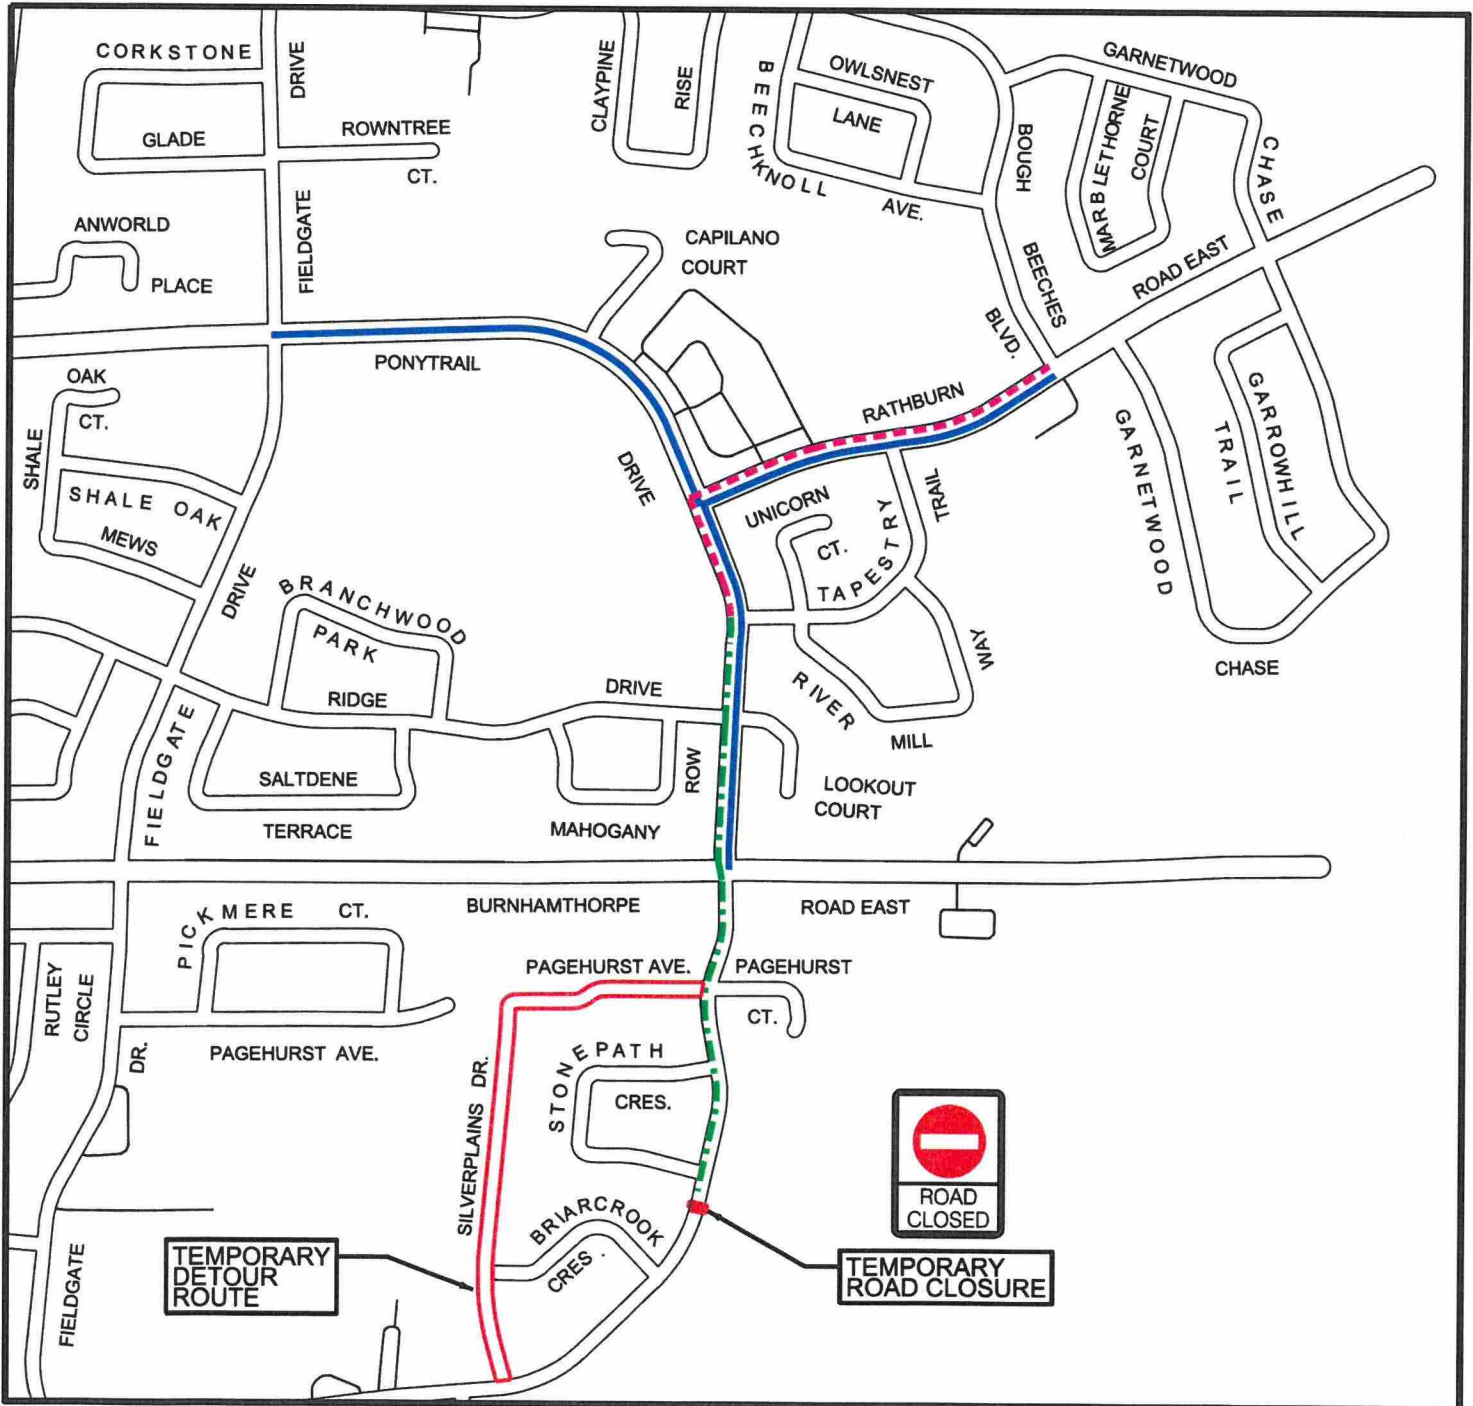 CORKSTONE
DRIVE
GLADE
ROWNTREE
CT.
CLAYPINE
RISE
BEECHKNOLL
AVE.
OWLSNEST
LANE
BOUGH
BEECHES
BLVD.
GARNETWOOD
CHASE
MARBLETHORNE
COURT
ANWORLD
PLACE
FIELDGATE
CAPILANO
COURT
ROAD EAST
PONYTRAIL
DRIVE
RATHBURN
OAK
CT.
SHALE
SHALE OAK
MEWS
DRIVE
UNICORN
CT.
TAPESTRY
TRAIL
GARNETWOOD
TRAIL
GARROWHILL
CHASE
BRANCHWOOD
PARK
RIDGE
DRIVE
RIVER
MILL
WAY
FIELDGATE
SALTDENE
TERRACE
MAHOGANY
ROW
LOOKOUT
COURT
BURNHAMTHORPE
ROAD EAST
PICKMERE CT.
RUTLEY
CIRCLE
PAGEHURST AVE.
PAGEHURST
CT.
DR.
PAGEHURST AVE.
SILVERPLAINS DR.
STONEPATH
CRES.
BRIARCROOK
CRES.
ROAD
CLOSED
FIELDGATE
TEMPORARY
DETOUR
ROUTE
TEMPORARY
ROAD CLOSURE